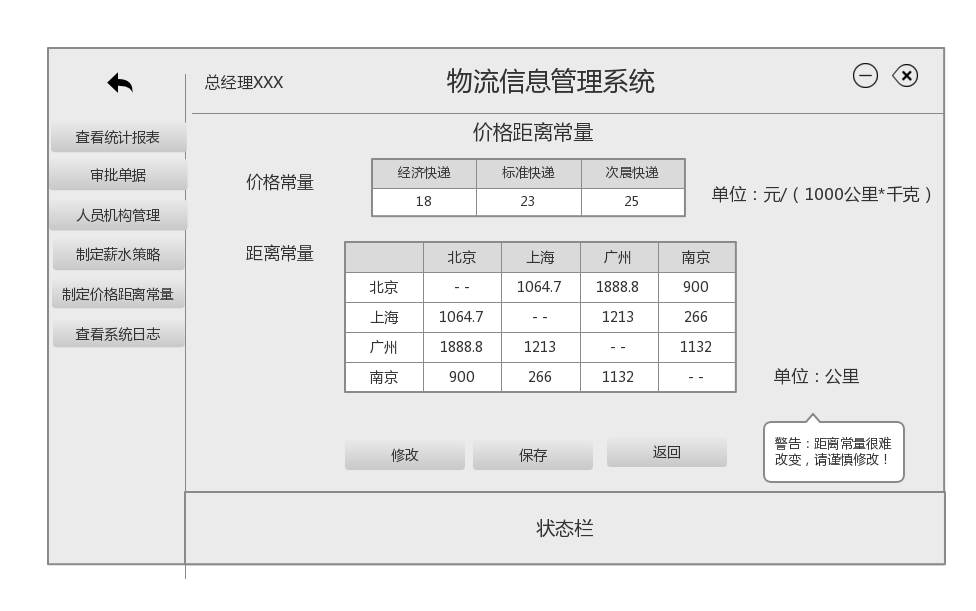 总经理XXX
物流信息管理系统
查看统计报表
审批单据
人员机构管理
制定薪水策略
制定价格距离常量
查看系统日志
价格距离常量
价格常量
经济快递 标准快递 次晨快递
18 23 25
单位：元/（1000公里*千克）
距离常量
北京 上海 广州 南京
北京 -- 1064.7 1888.8 900
上海 1064.7 -- 1213 266
广州 1888.8 1213 -- 1132
南京 900 266 1132 --
单位：公里
警告：距离常量很难
改变，请谨慎修改！
修改 保存 返回
状态栏